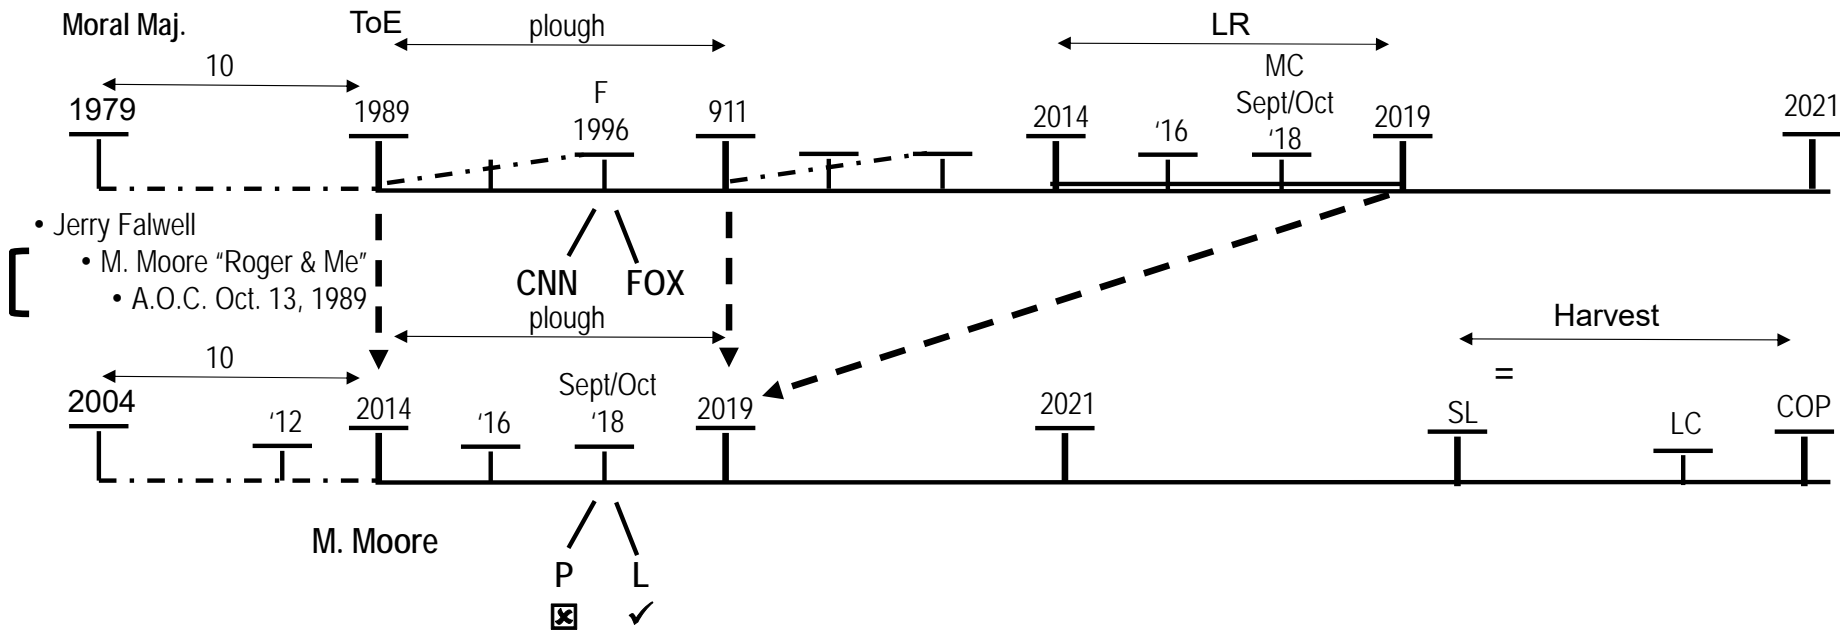 Moral Maj.
ToE
plough
LR
10
F
MC
Sept/Oct
1979
1989
1996
911
2014
'16
'18
2019
2021
• Jerry Falwell
• M. Moore "Roger & Me"
• A.O.C. Oct. 13, 1989
CNN
FOX
plough
Harvest
10
Sept/Oct
=
2004
'12
2014
'16
'18
2019
2021
SL
LC
COP
M. Moore
P
L
☒
✓